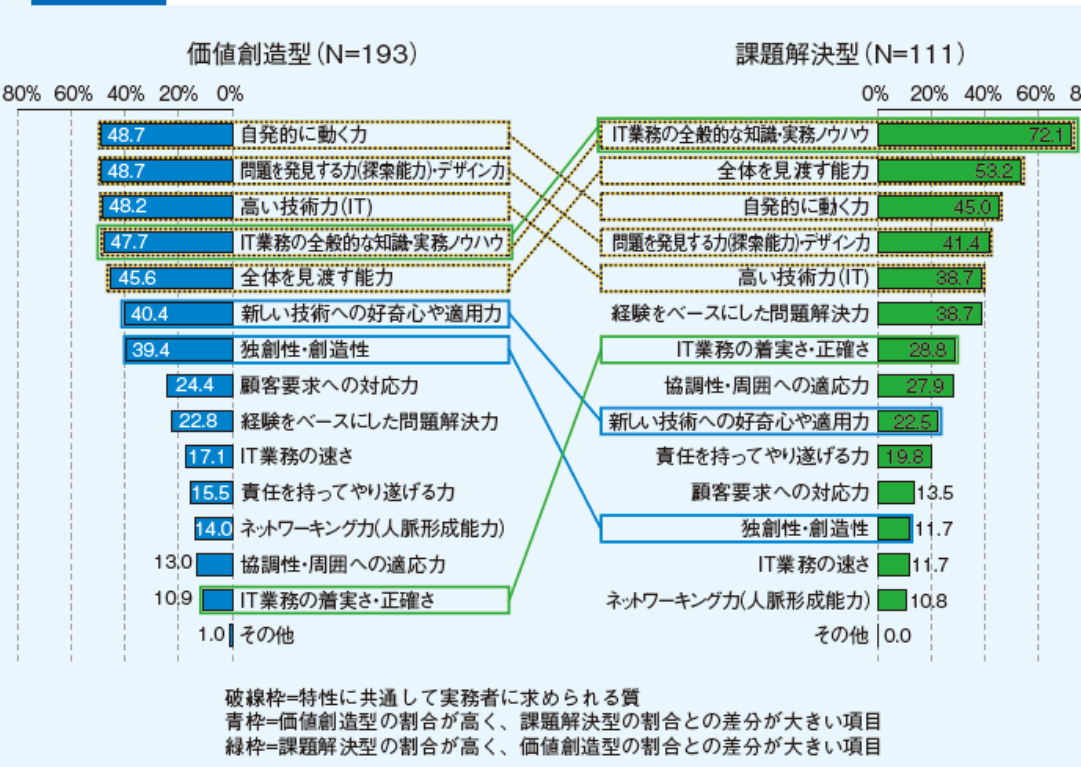 価値創造型(N=193)
課題解決型(N=111)
80% 60% 40% 20% 0%
0% 20% 40% 60% 8
48.7 自発的に動く力
IT業務の全般的な知識・実務ノウハウ 72.1
48.7 問題を発見する力(探索能力)・デザイン力
全体を見渡す能力 53.2
48.2 高い技術力(IT)
自発的に動く力 45.0
47.7 IT業務の全般的な知識・実務ノウハウ
問題を発見する力(探索能力)・デザイン力 41.4
45.6 全体を見渡す能力
高い技術力(IT) 38.7
40.4 新しい技術への好奇心や適用力
経験をベースにした問題解決力 38.7
39.4 独創性・創造性
IT業務の着実さ・正確さ 28.8
24.4 顧客要求への対応力
協調性・周囲への適応力 27.9
22.8 経験をベースにした問題解決力
新しい技術への好奇心や適用力 22.5
17.1 IT業務の速さ
責任を持ってやり遂げる力 19.8
15.5 責任を持ってやり遂げる力
顧客要求への対応力 13.5
14.0 ネットワーキング力(人脈形成能力)
独創性・創造性 11.7
13.0 協調性・周囲への適応力
IT業務の速さ 11.7
10.9 IT業務の着実さ・正確さ
ネットワーキング力(人脈形成能力) 10.8
1.0 その他
その他 0.0
破線枠=特性に共通して実務者に求められる質
青枠=価値創造型の割合が高く、課題解決型の割合との差分が大きい項目
緑枠=課題解決型の割合が高く、価値創造型の割合との差分が大きい項目